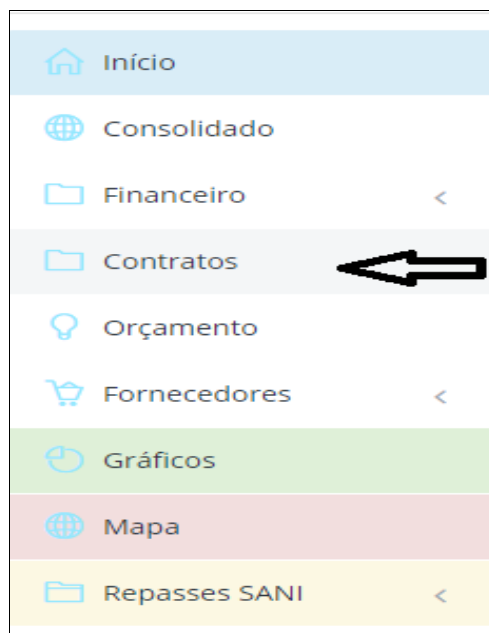 Início
Consolidado
Financeiro
Contratos
Orçamento
Fornecedores
Gráficos
Mapa
Repasses SANI